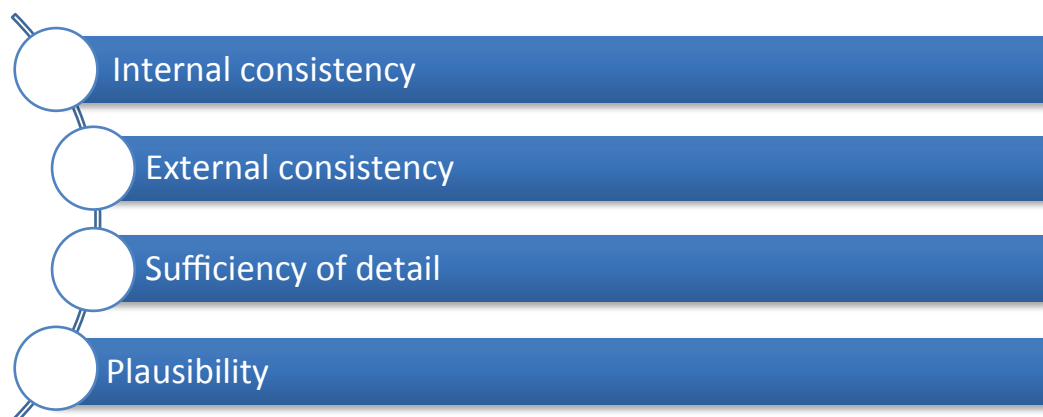 Internal consistency
External consistency
Sufficiency of detail
Plausibility